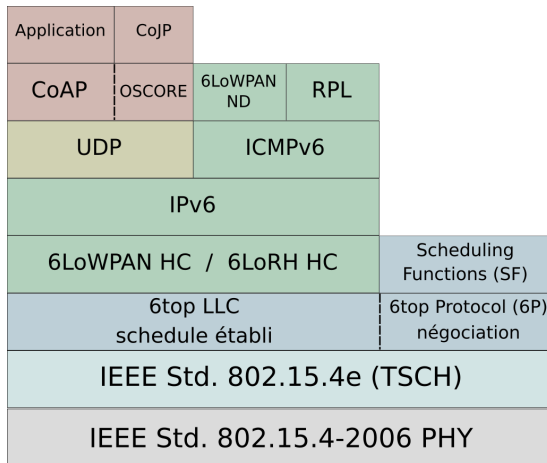 Application
CoJP
CoAP
OSCORE
6LoWPAN
ND
RPL
UDP
ICMPv6
IPv6
6LoWPAN HC / 6LoRH HC
Scheduling
Functions (SF)
6top LLC
schedule établi
6top Protocol (6P)
négociation
IEEE Std. 802.15.4e (TSCH)
IEEE Std. 802.15.4-2006 PHY